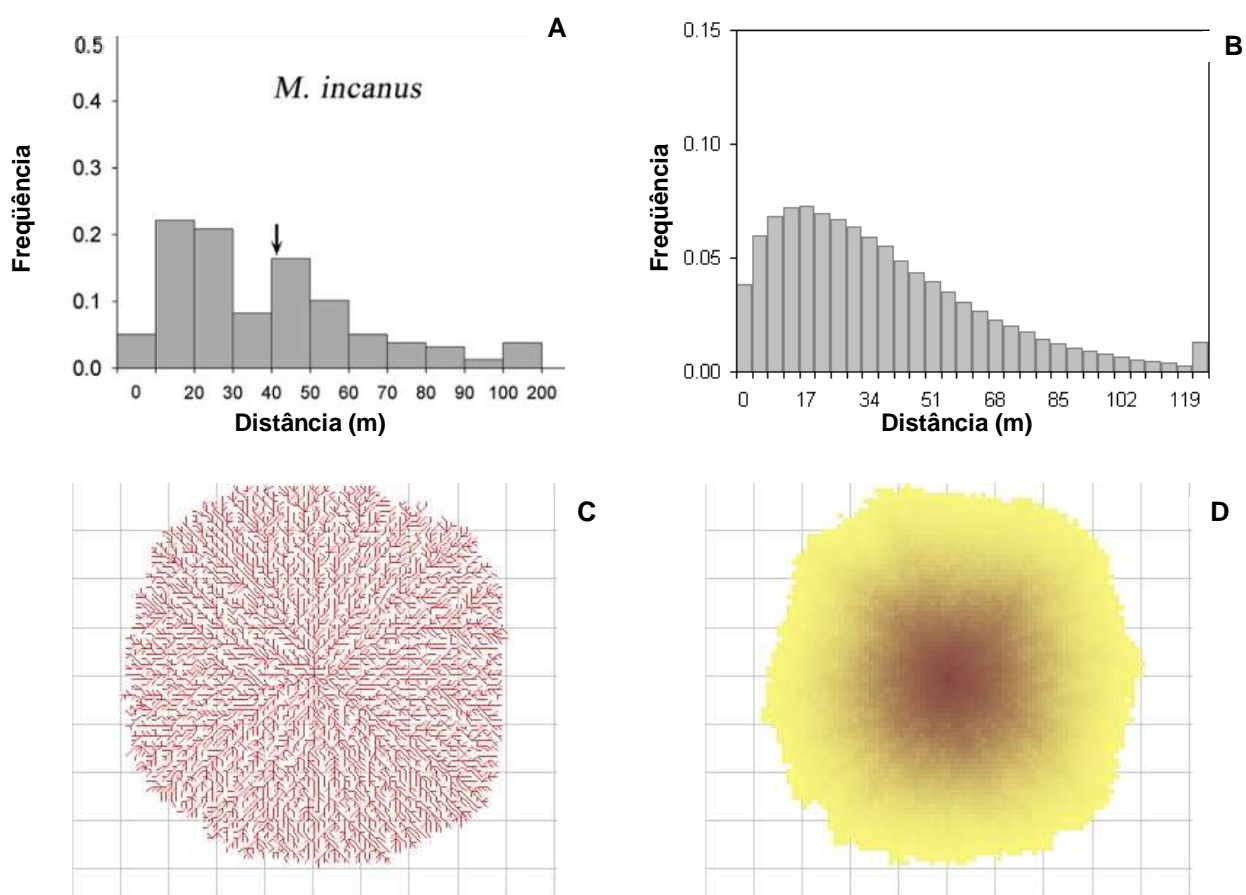 A
M. incanus
Freqüência
0.5
0.4
0.3
0.2
0.1
0.0
0 20 30 40 50 60 70 80 90 100 200
Distância (m)
B
Freqüência
0.15
0.10
0.05
0.00
0 17 34 51 68 85 102 119
Distância (m)
C
D